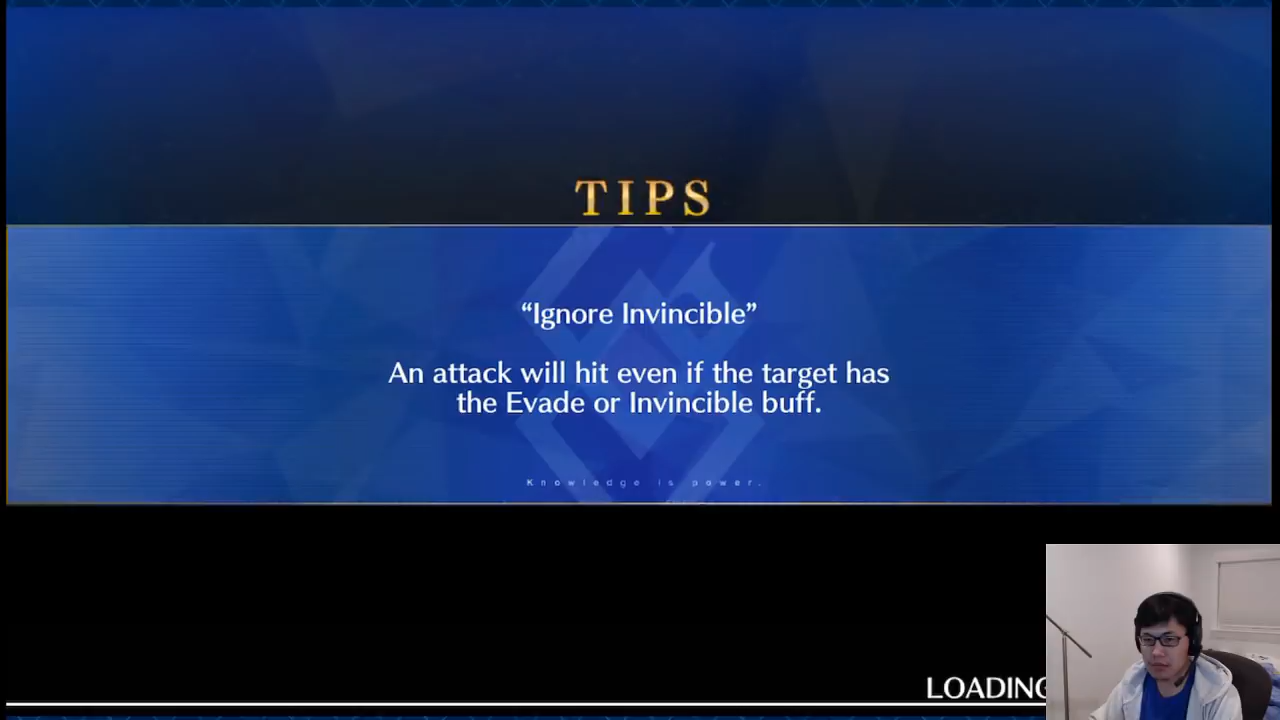 TIPS
“Ignore Invincible”
An attack will hit even if the target has
the Evade or Invincible buff.
Knowledge is power.
LOADING